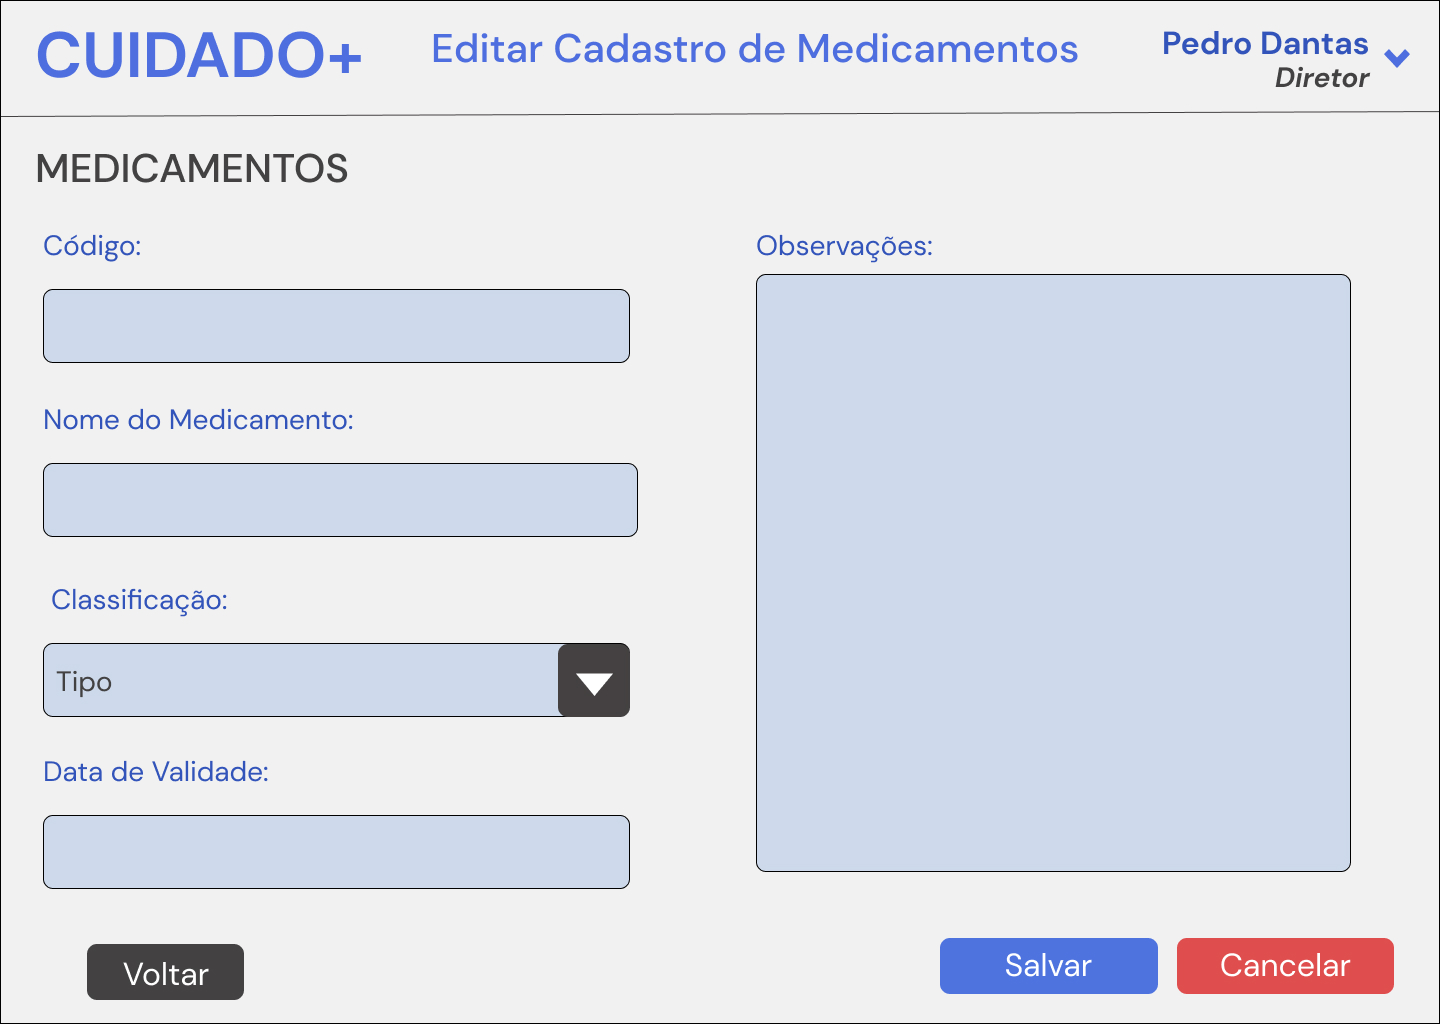 CUIDADO+
Editar Cadastro de Medicamentos
Pedro Dantas
Diretor
MEDICAMENTOS
Código:
Nome do Medicamento:
Classificação:
Tipo
Data de Validade:
Observações:
Voltar
Salvar
Cancelar